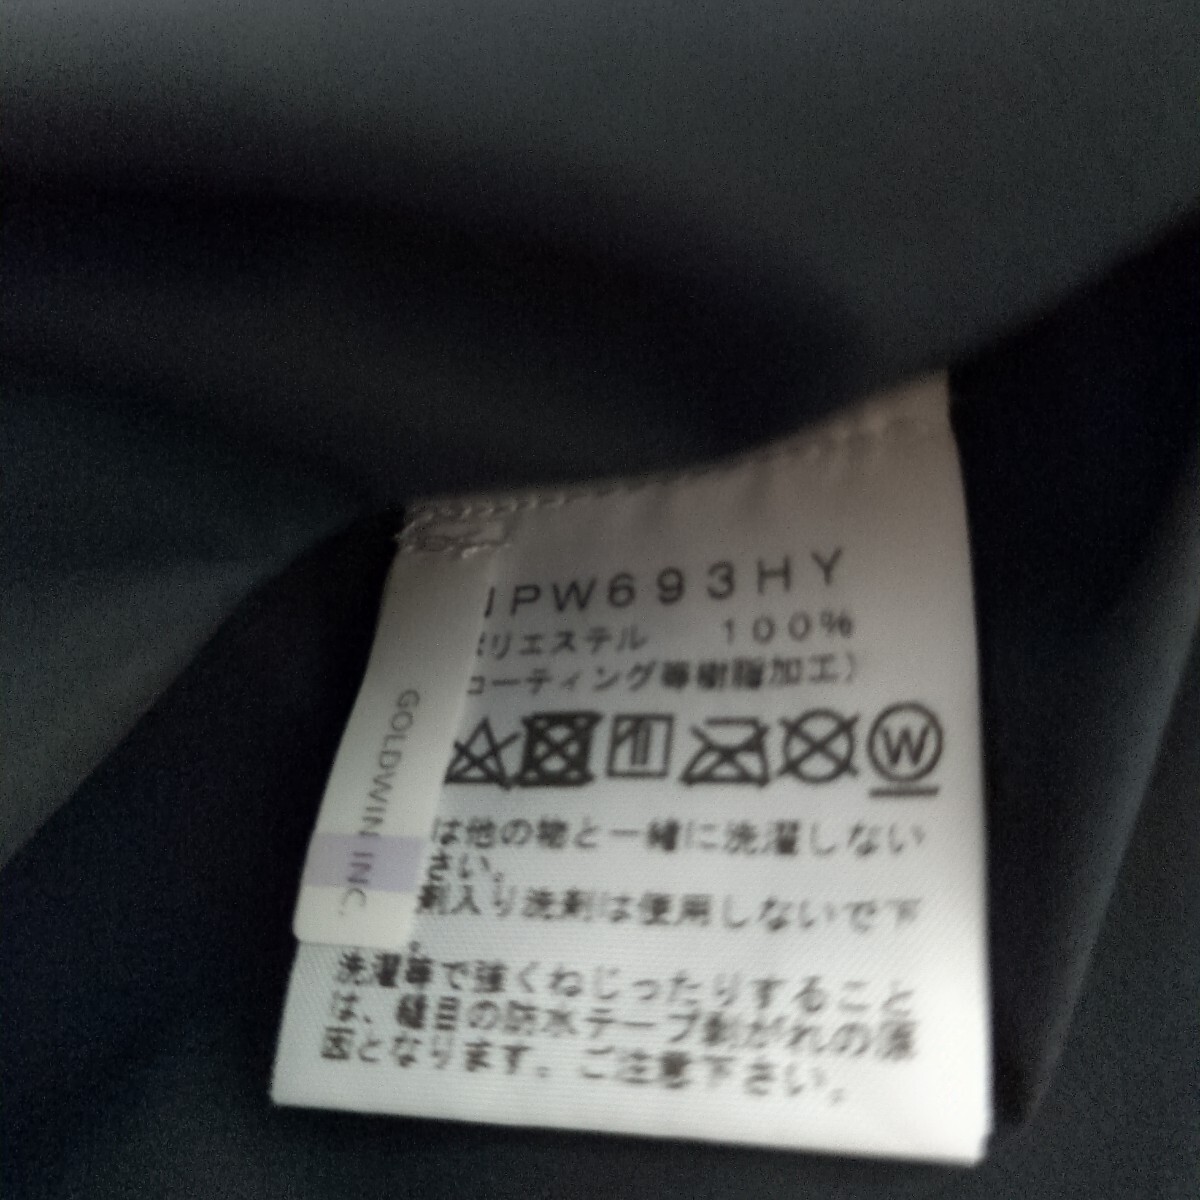 NPW693HY
ポリエステル 100%
コーティング等樹脂加工)
W
は他の物と一緒に洗濯しない
さい。
剤入り洗剤は使用しないで下
。
洗濯等で強くねじったりすること
は、縫目の防水テープ剥がれの原
因となります。ご注意下さい。
GOLDWIN INC.